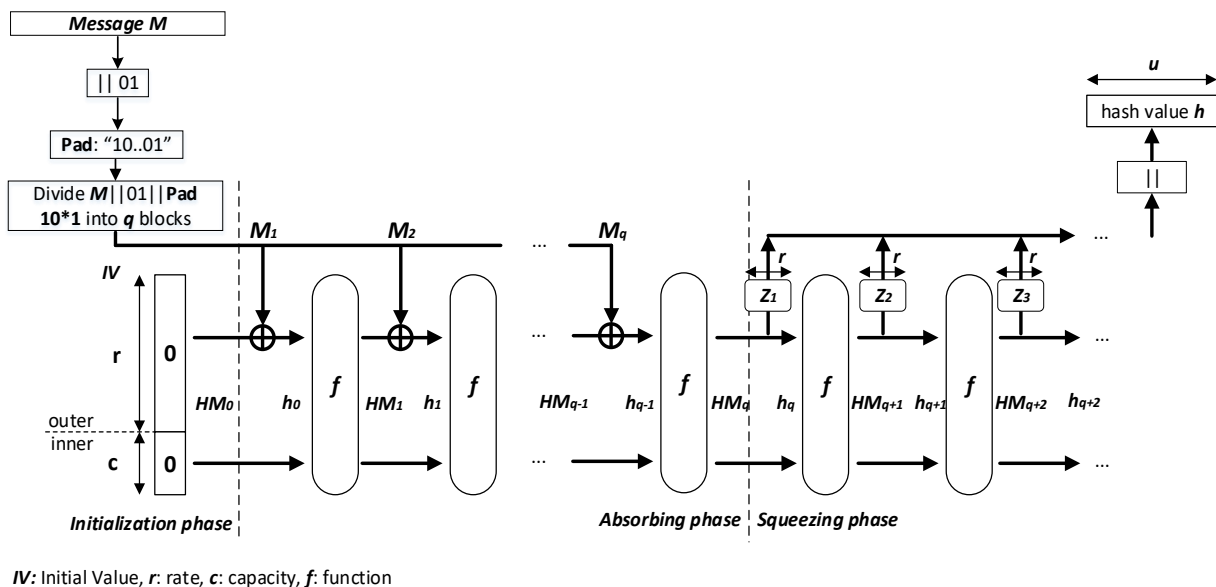 Message M
|| 01
Pad: “10..01”
Divide M||01||Pad
10*1 into q blocks
u
hash value h
||
M1 M2 ... Mq ...
IV
r r r
Z1 Z2 Z3
r 0 ... ...
f f f f f
HM0 h0 HM1 h1 HMq-1 hq-1 HMq hq HMq+1 hq+1 HMq+2 hq+2
outer
inner
c 0 ... ...
Initialization phase Absorbing phase Squeezing phase
IV: Initial Value, r: rate, c: capacity, f: function